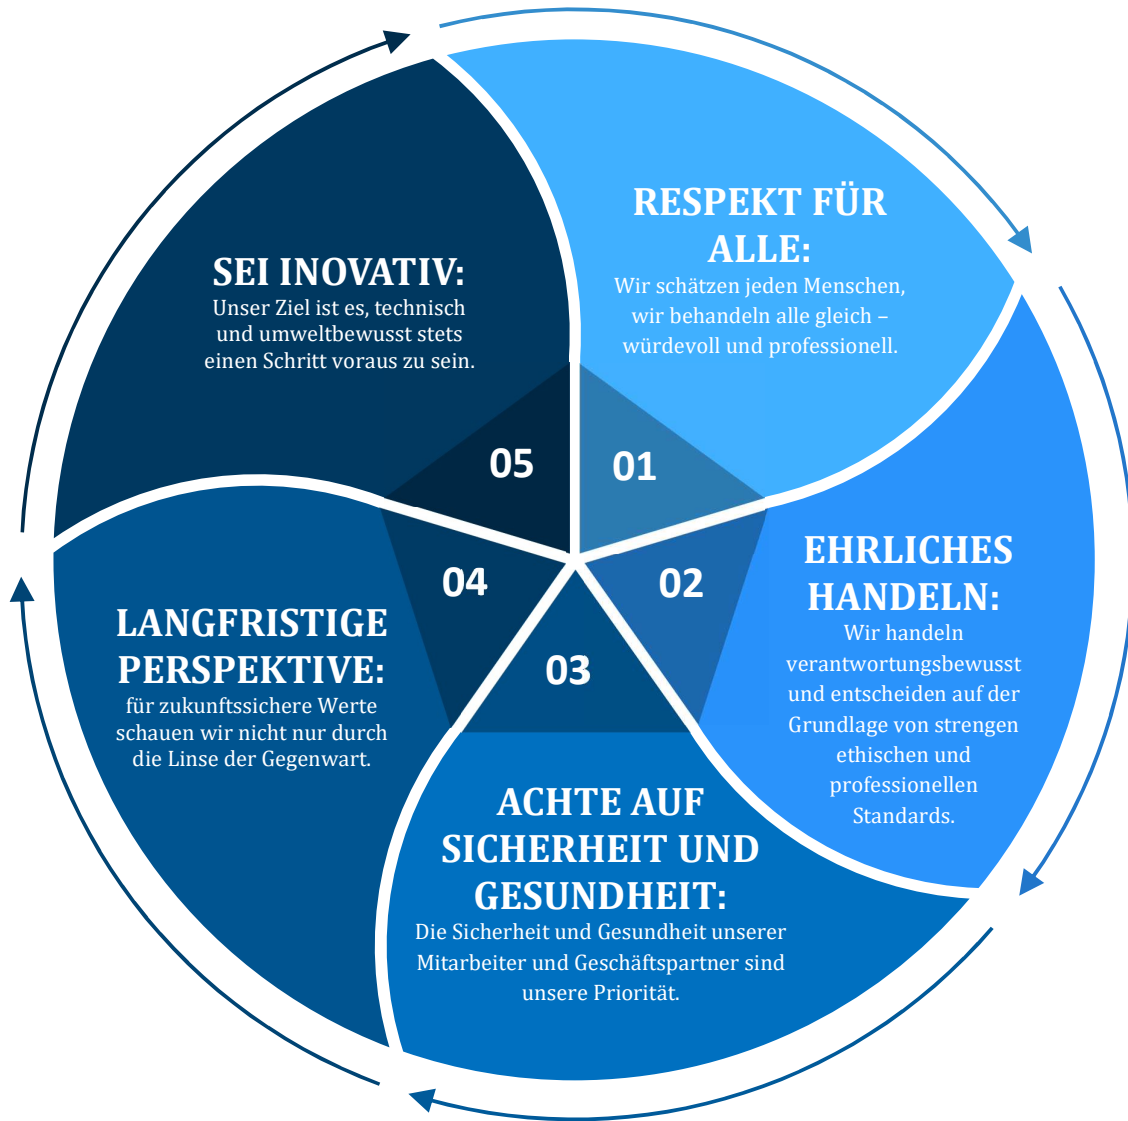 01
RESPEKT FÜR
ALLE:
Wir schätzen jeden Menschen,
wir behandeln alle gleich –
würdevoll und professionell.
02
EHRLICHES
HANDELN:
Wir handeln
verantwortungsbewusst
und entscheiden auf der
Grundlage von strengen
ethischen und
professionellen
Standards.
03
ACHTE AUF
SICHERHEIT UND
GESUNDHEIT:
Die Sicherheit und Gesundheit unserer
Mitarbeiter und Geschäftspartner sind
unsere Priorität.
04
LANGFRISTIGE
PERSPEKTIVE:
für zukunftssichere Werte
schauen wir nicht nur durch
die Linse der Gegenwart.
05
SEI INOVATIV:
Unser Ziel ist es, technisch
und umweltbewusst stets
einen Schritt voraus zu sein.